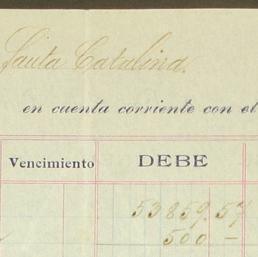 Santa Catalina.
en cuenta corriente con el
Vencimiento DEBE
53859.57
500 –